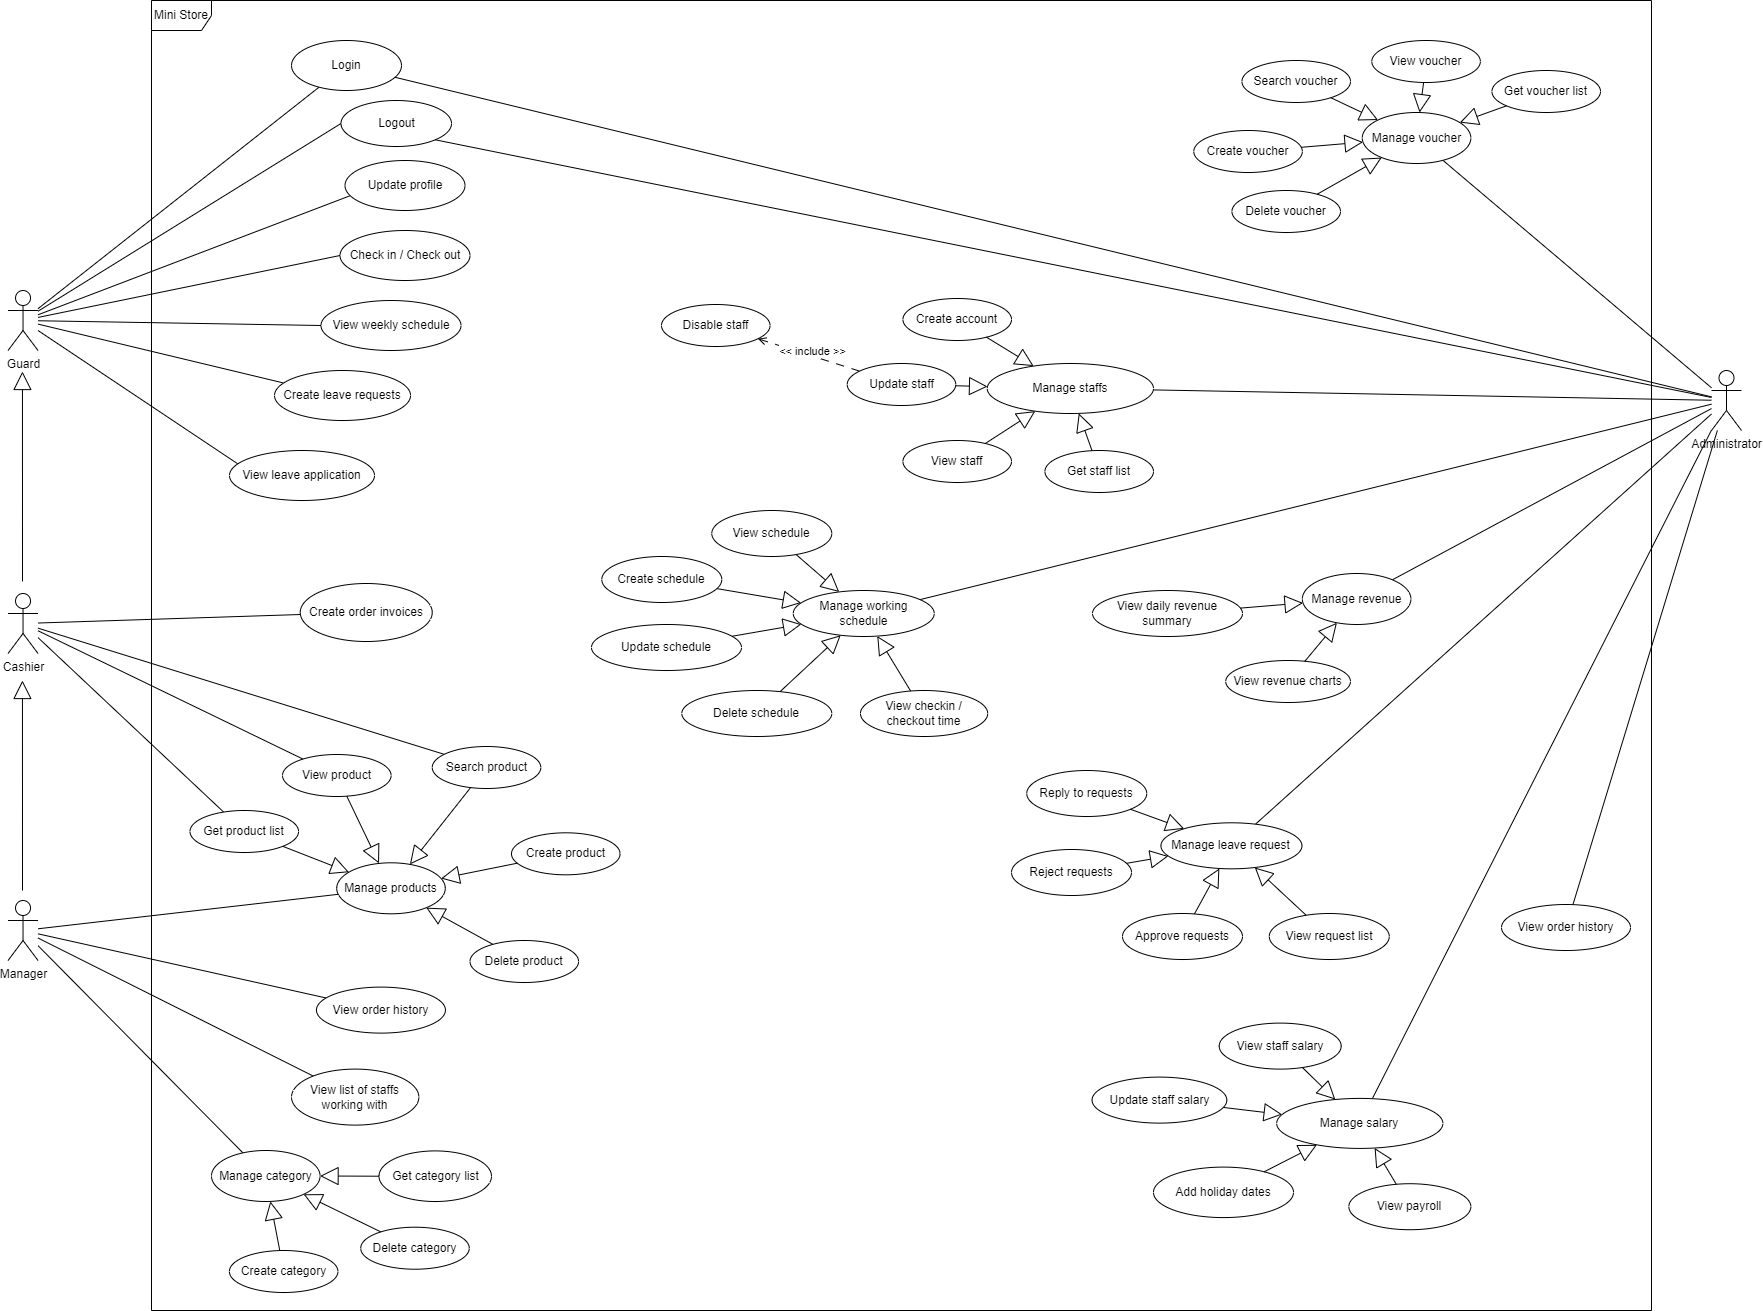 Mini Store
Login
Logout
Update profile
Check in / Check out
View weekly schedule
Create leave requests
View leave application
Guard
Search voucher
View voucher
Get voucher list
Manage voucher
Create voucher
Delete voucher
Disable staff
<< include >>
Create account
Update staff
Manage staffs
View staff
Get staff list
Administrator
View schedule
Create schedule
Manage working
schedule
Update schedule
Delete schedule
View checkin /
checkout time
View daily revenue
summary
Manage revenue
View revenue charts
Create order invoices
Cashier
View product
Search product
Get product list
Create product
Manage products
Delete product
Manager
View order history
View list of staffs
working with
Manage category
Get category list
Delete category
Create category
Reply to requests
Manage leave request
Reject requests
Approve requests
View request list
View order history
View staff salary
Update staff salary
Manage salary
Add holiday dates
View payroll